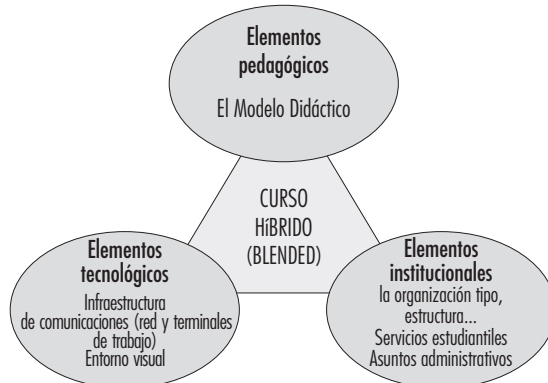 Elementos
pedagógicos
El Modelo Didáctico
CURSO
HíBRIDO
(BLENDED)
Elementos
tecnológicos
Infraestructura
de comunicaciones (red y terminales
de trabajo)
Entorno visual
Elementos
institucionales
la organización tipo,
estructura...
Servicios estudiantiles
Asuntos administrativos